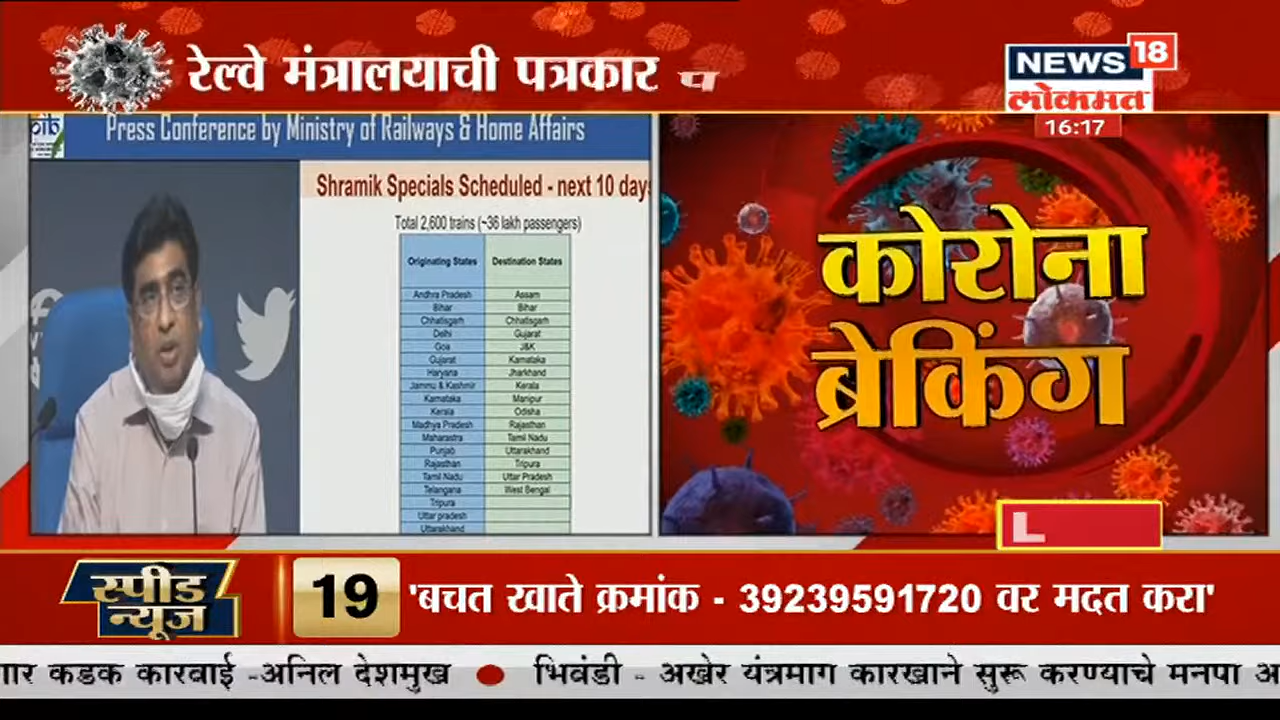 रेल्वे मंत्रालयाची पत्रकार प
NEWS 18
लोकमत
16:17
pib
Press Conference by Ministry of Railways & Home Affairs
Shramik Specials Scheduled - next 10 days
Total 2,600 trains (~36 lakh passengers)
Originating States Destination States
Andhra Pradesh Assam
Bihar Bihar
Chhatisgarh Chhatisgarh
Delhi Gujarat
Goa J&K
Gujarat Karnataka
Haryana Jharkhand
Jammu & Kashmir Kerala
Karnataka Manipur
Kerala Odisha
Madhya Pradesh Rajasthan
Maharastra Tamil Nadu
Punjab Uttarakhand
Rajasthan Tripura
Tamil Nadu Uttar Pradesh
Telangana West Bengal
Tripura
Uttar pradesh
Uttarakhand
कोरोना
ब्रेकिंग
L
स्पीड
न्यूज
19
'बचत खाते क्रमांक - 39239591720 वर मदत करा'
गार कडक कारवाई -अनिल देशमुख ● भिवंडी - अखेर यंत्रमाग कारखाने सुरू करण्याचे मनपा अ